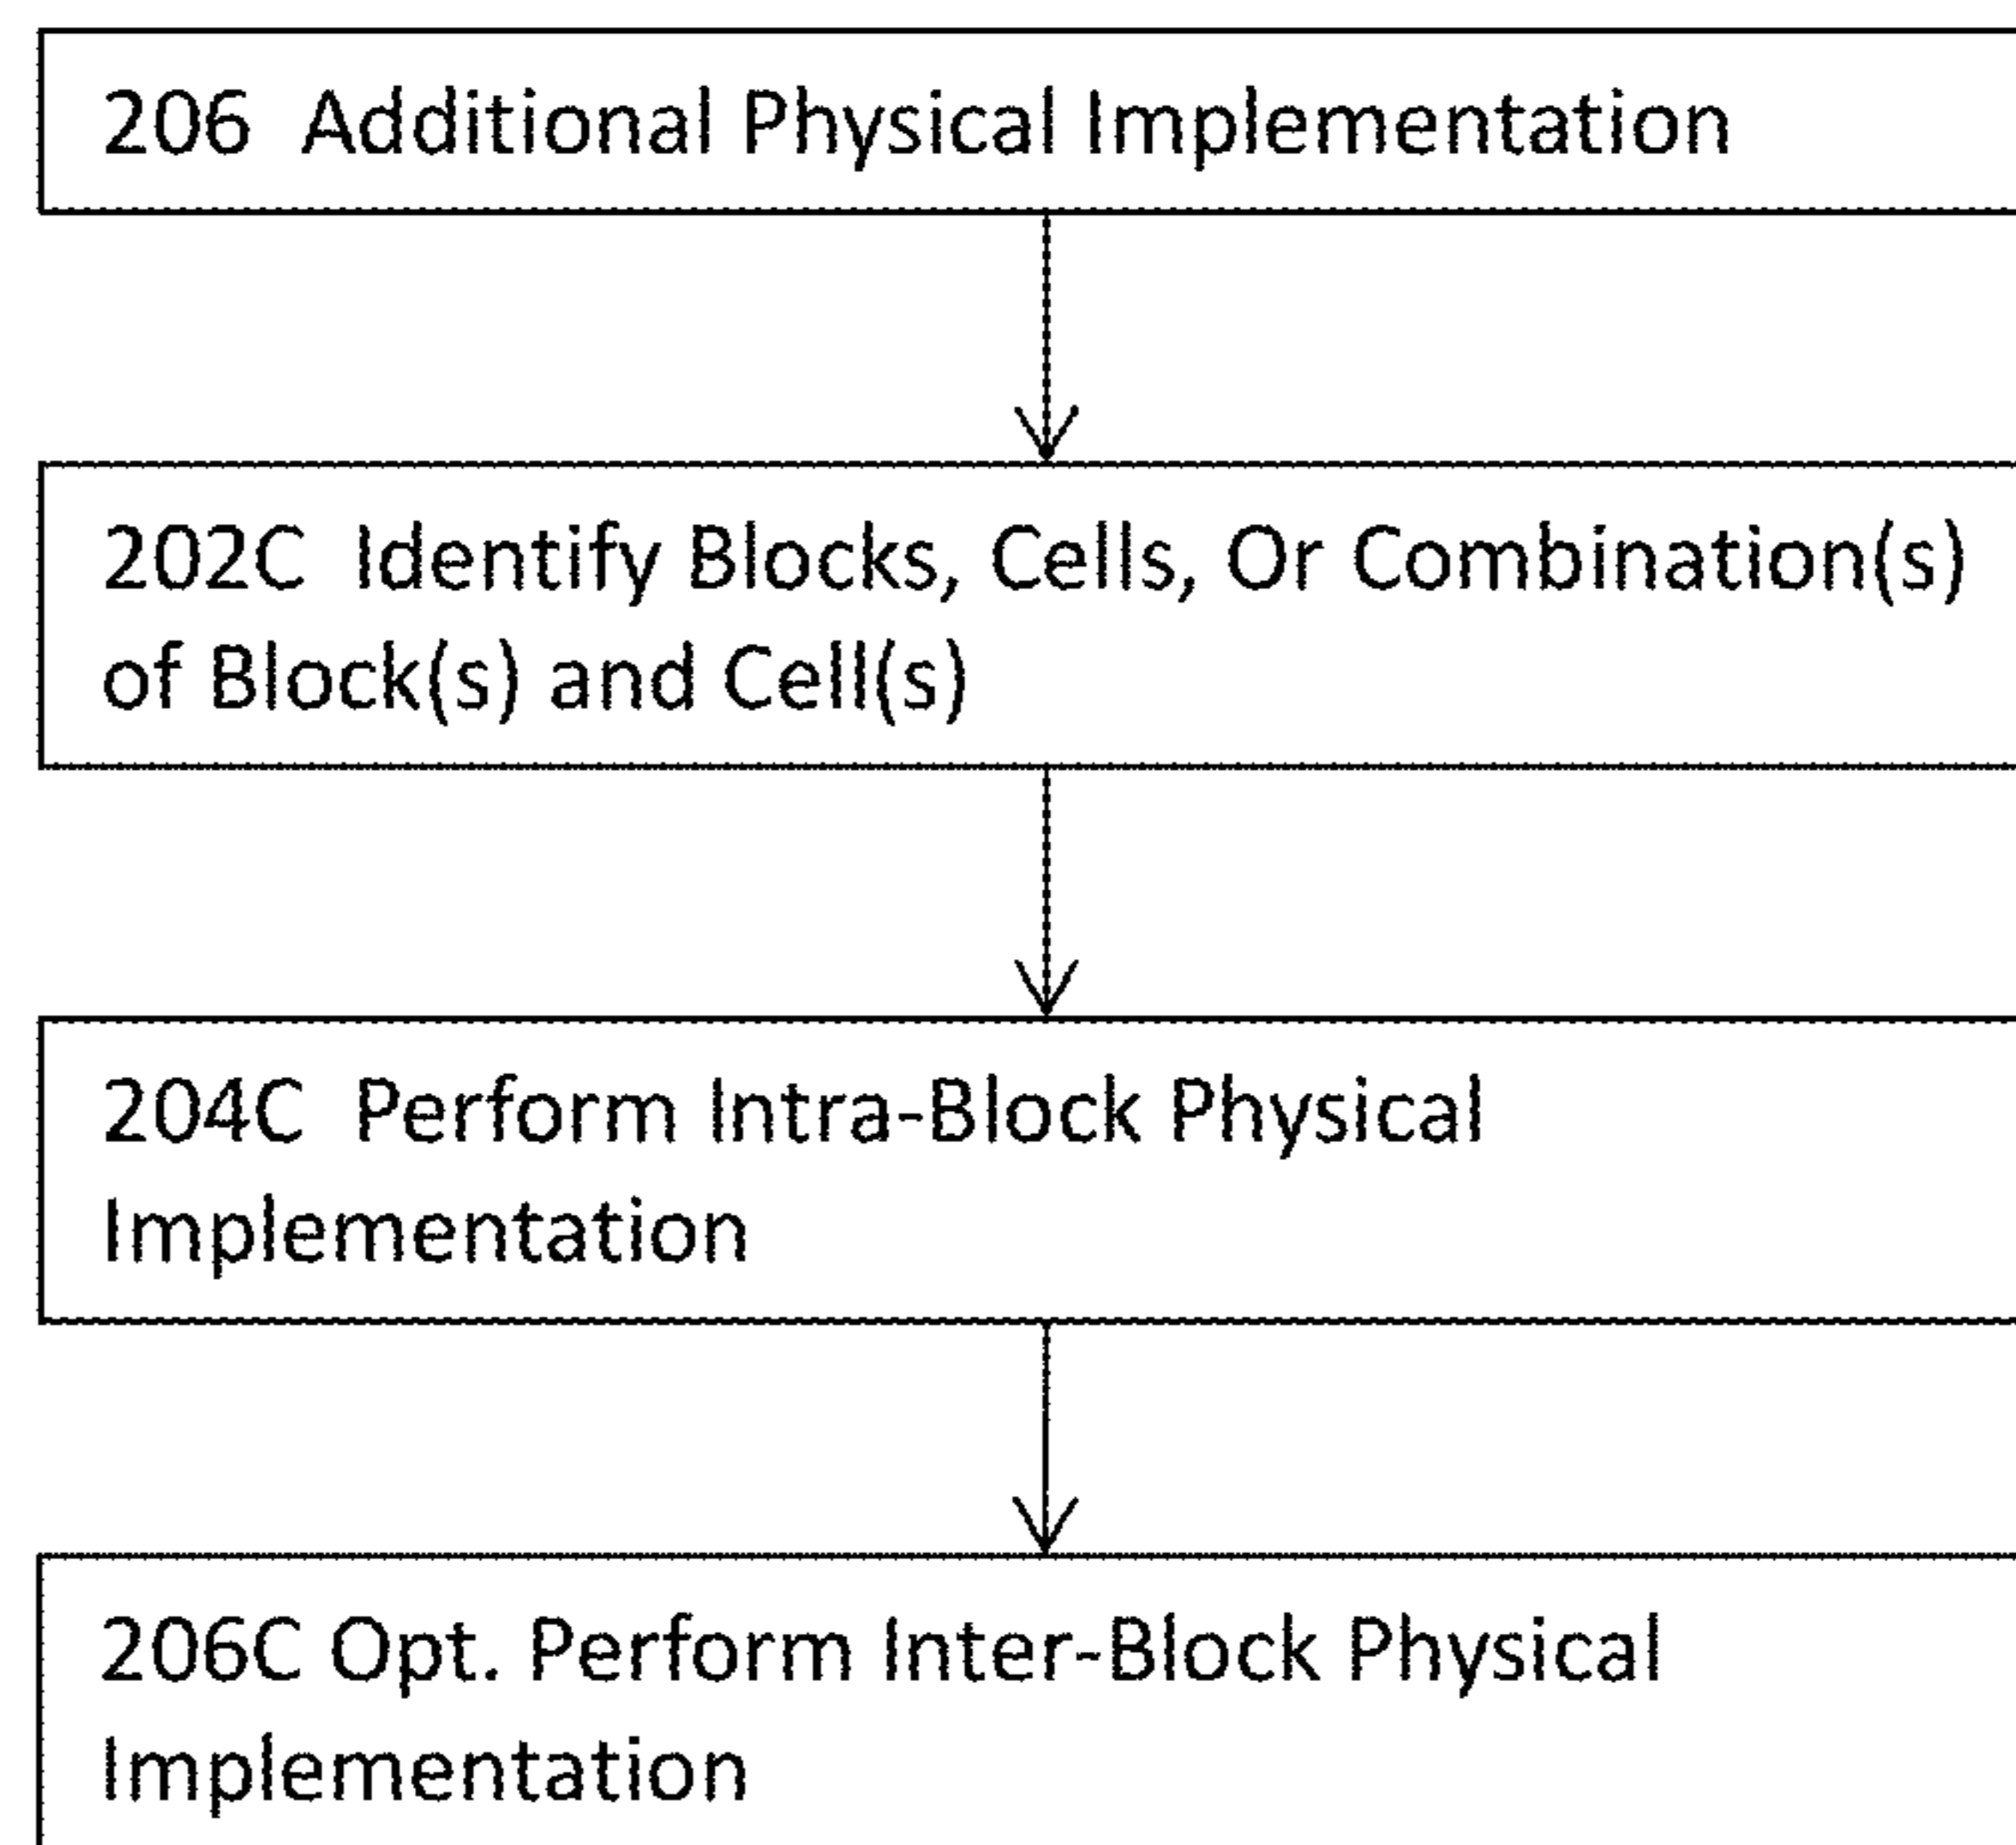 206 Additional Physical Implementation
202C Identify Blocks, Cells, Or Combination(s)
of Block(s) and Cell(s)
204C Perform Intra-Block Physical
Implementation
206C Opt. Perform Inter-Block Physical
Implementation